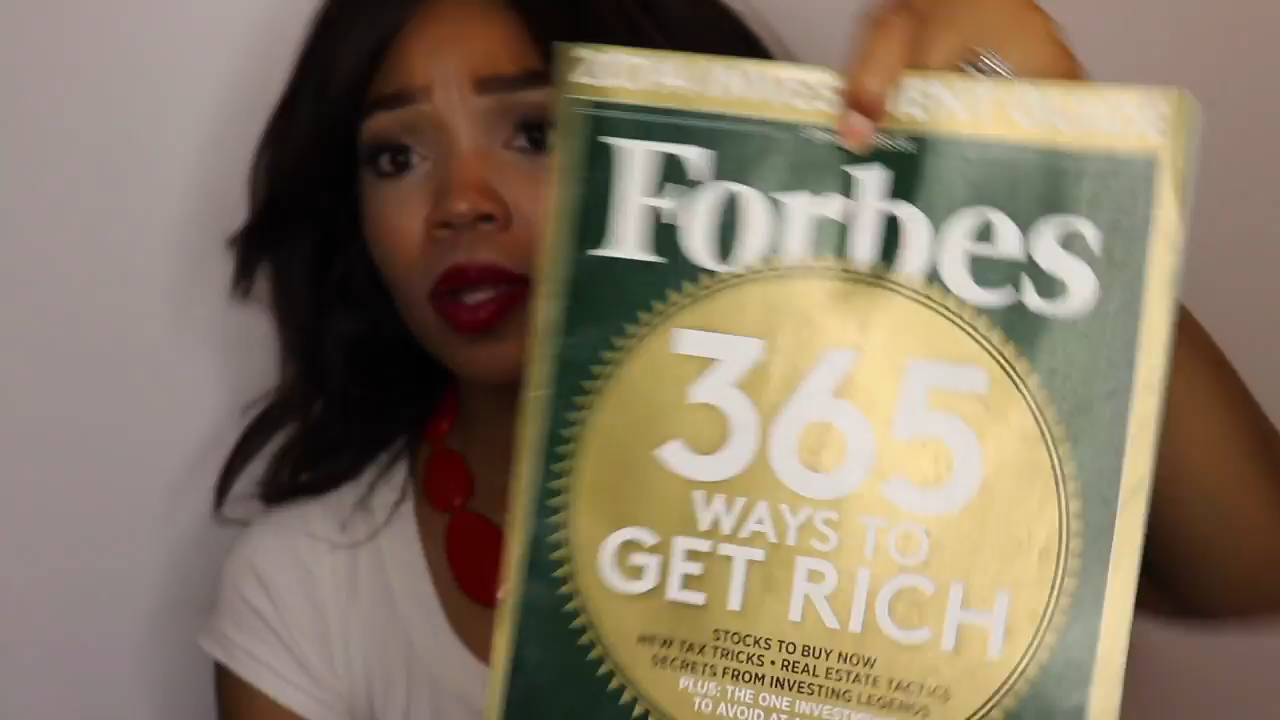 Forbes
365
WAYS TO
GET RICH
STOCKS TO BUY NOW
NEW TAX TRICKS • REAL ESTATE TACTICS
SECRETS FROM INVESTING LEGENDS
PLUS: THE ONE
TO AVOID AT